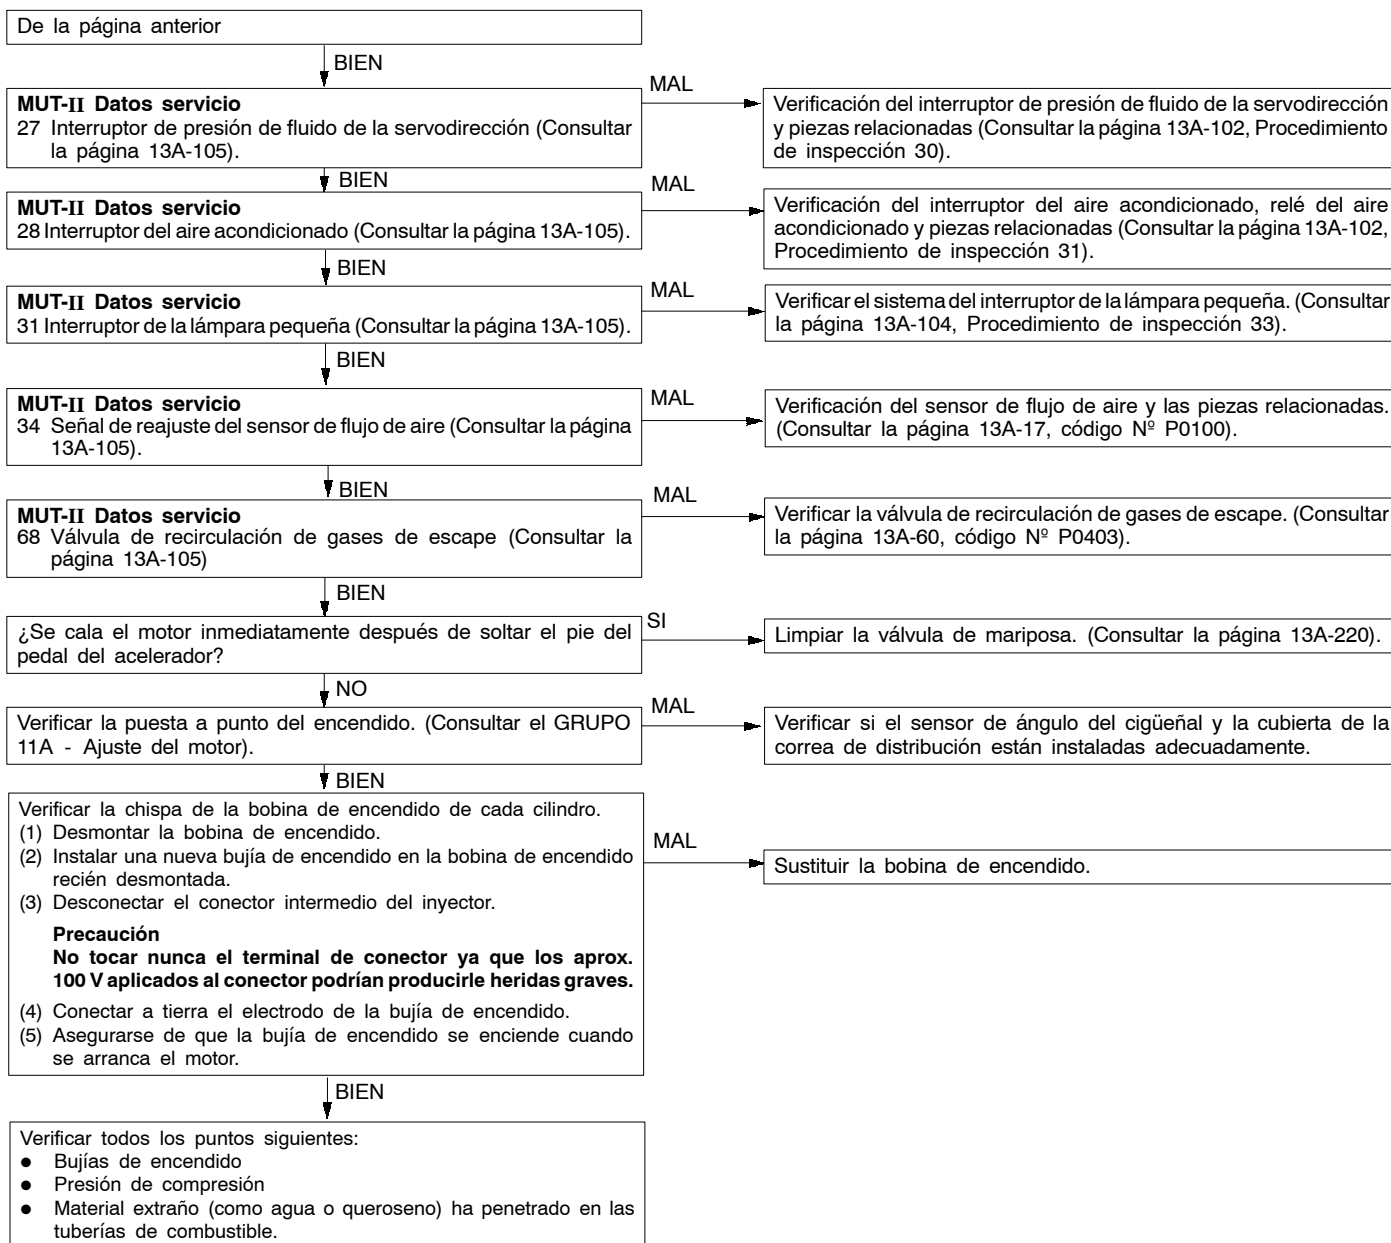 De la página anterior
BIEN
MUT-II Datos servicio
27 Interruptor de presión de fluido de la servodirección (Consultar
la página 13A-105).
MAL
Verificación del interruptor de presión de fluido de la servodirección
y piezas relacionadas (Consultar la página 13A-102, Procedimiento
de inspección 30).
BIEN
MUT-II Datos servicio
28 Interruptor del aire acondicionado (Consultar la página 13A-105).
MAL
Verificación del interruptor del aire acondicionado, relé del aire
acondicionado y piezas relacionadas (Consultar la página 13A-102,
Procedimiento de inspección 31).
BIEN
MUT-II Datos servicio
31 Interruptor de la lámpara pequeña (Consultar la página 13A-105).
MAL
Verificar el sistema del interruptor de la lámpara pequeña. (Consultar
la página 13A-104, Procedimiento de inspección 33).
BIEN
MUT-II Datos servicio
34 Señal de reajuste del sensor de flujo de aire (Consultar la página
13A-105).
MAL
Verificación del sensor de flujo de aire y las piezas relacionadas.
(Consultar la página 13A-17, código Nº P0100).
BIEN
MUT-II Datos servicio
68 Válvula de recirculación de gases de escape (Consultar la
página 13A-105)
MAL
Verificar la válvula de recirculación de gases de escape. (Consultar
la página 13A-60, código Nº P0403).
BIEN
¿Se cala el motor inmediatamente después de soltar el pie del
pedal del acelerador?
SI
Limpiar la válvula de mariposa. (Consultar la página 13A-220).
NO
Verificar la puesta a punto del encendido. (Consultar el GRUPO
11A - Ajuste del motor).
MAL
Verificar si el sensor de ángulo del cigüeñal y la cubierta de la
correa de distribución están instaladas adecuadamente.
BIEN
Verificar la chispa de la bobina de encendido de cada cilindro.
(1) Desmontar la bobina de encendido.
(2) Instalar una nueva bujía de encendido en la bobina de encendido
recién desmontada.
(3) Desconectar el conector intermedio del inyector.
Precaución
No tocar nunca el terminal de conector ya que los aprox.
100 V aplicados al conector podrían producirle heridas graves.
(4) Conectar a tierra el electrodo de la bujía de encendido.
(5) Asegurarse de que la bujía de encendido se enciende cuando
se arranca el motor.
MAL
Sustituir la bobina de encendido.
BIEN
Verificar todos los puntos siguientes:
● Bujías de encendido
● Presión de compresión
● Material extraño (como agua o queroseno) ha penetrado en las
tuberías de combustible.